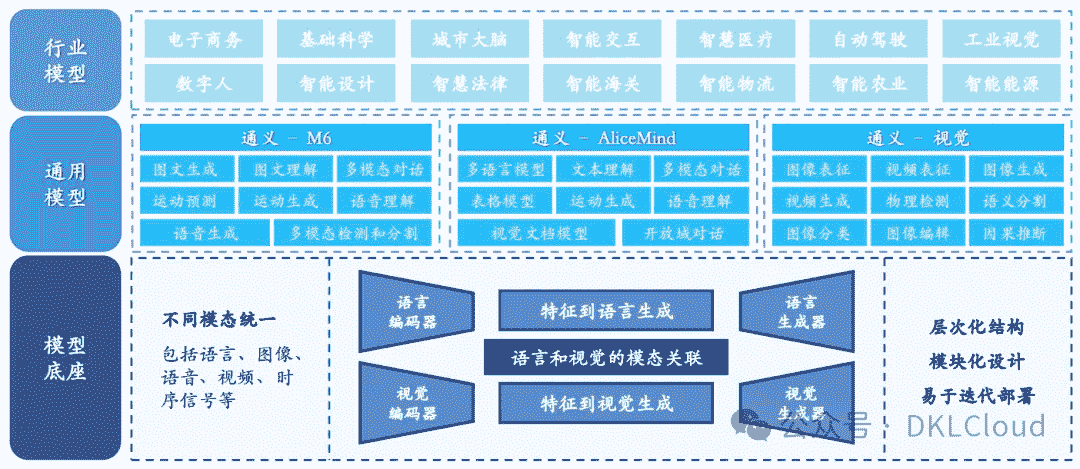 行业
模型
电子商务 基础科学 城市大脑 智能交互 智慧医疗 自动驾驶 工业视觉
数字人 智能设计 智慧法律 智能海关 智能物流 智能农业 智能能源
通用
模型
通义 - M6
图文生成 图文理解 多模态对话
运动预测 运动生成 语音理解
语音生成 多模态检测和分割
通义 - AliceMind
多语言模型 文本理解 多模态对话
表格模型 运动生成 语音理解
视觉文档模型 开放域对话
通义 - 视觉
图像表征 视频表征 图像生成
视频生成 物理检测 语义分割
图像分类 图像编辑 因果推断
模型
底座
不同模态统一
包括语言、图像、
语音、视频、时
序信号等
语言
编码器
特征到语言生成
语言
生成器
语言和视觉的模态关联
视觉
编码器
特征到视觉生成
视觉
生成器
层次化结构
模块化设计
易于迭代部署
公众号 · DKLCloud